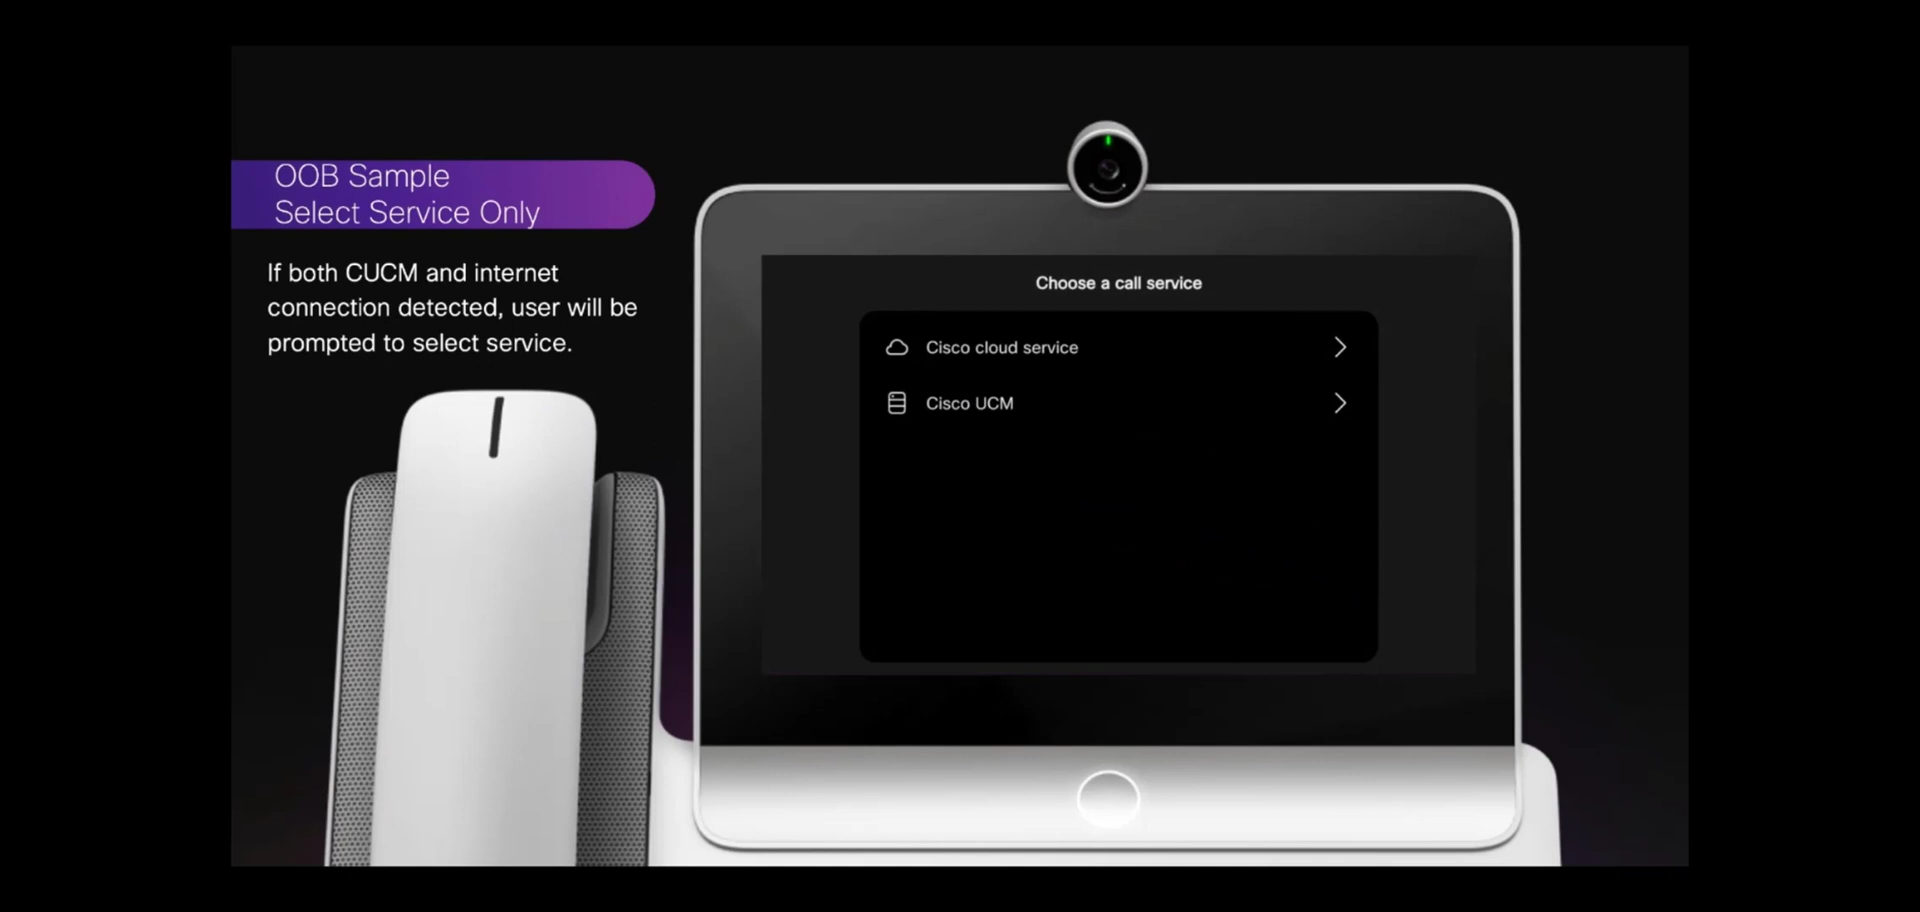 OOB Sample
Select Service Only
If both CUCM and internet
connection detected, user will be
prompted to select service.
Choose a call service
Cisco cloud service
Cisco UCM